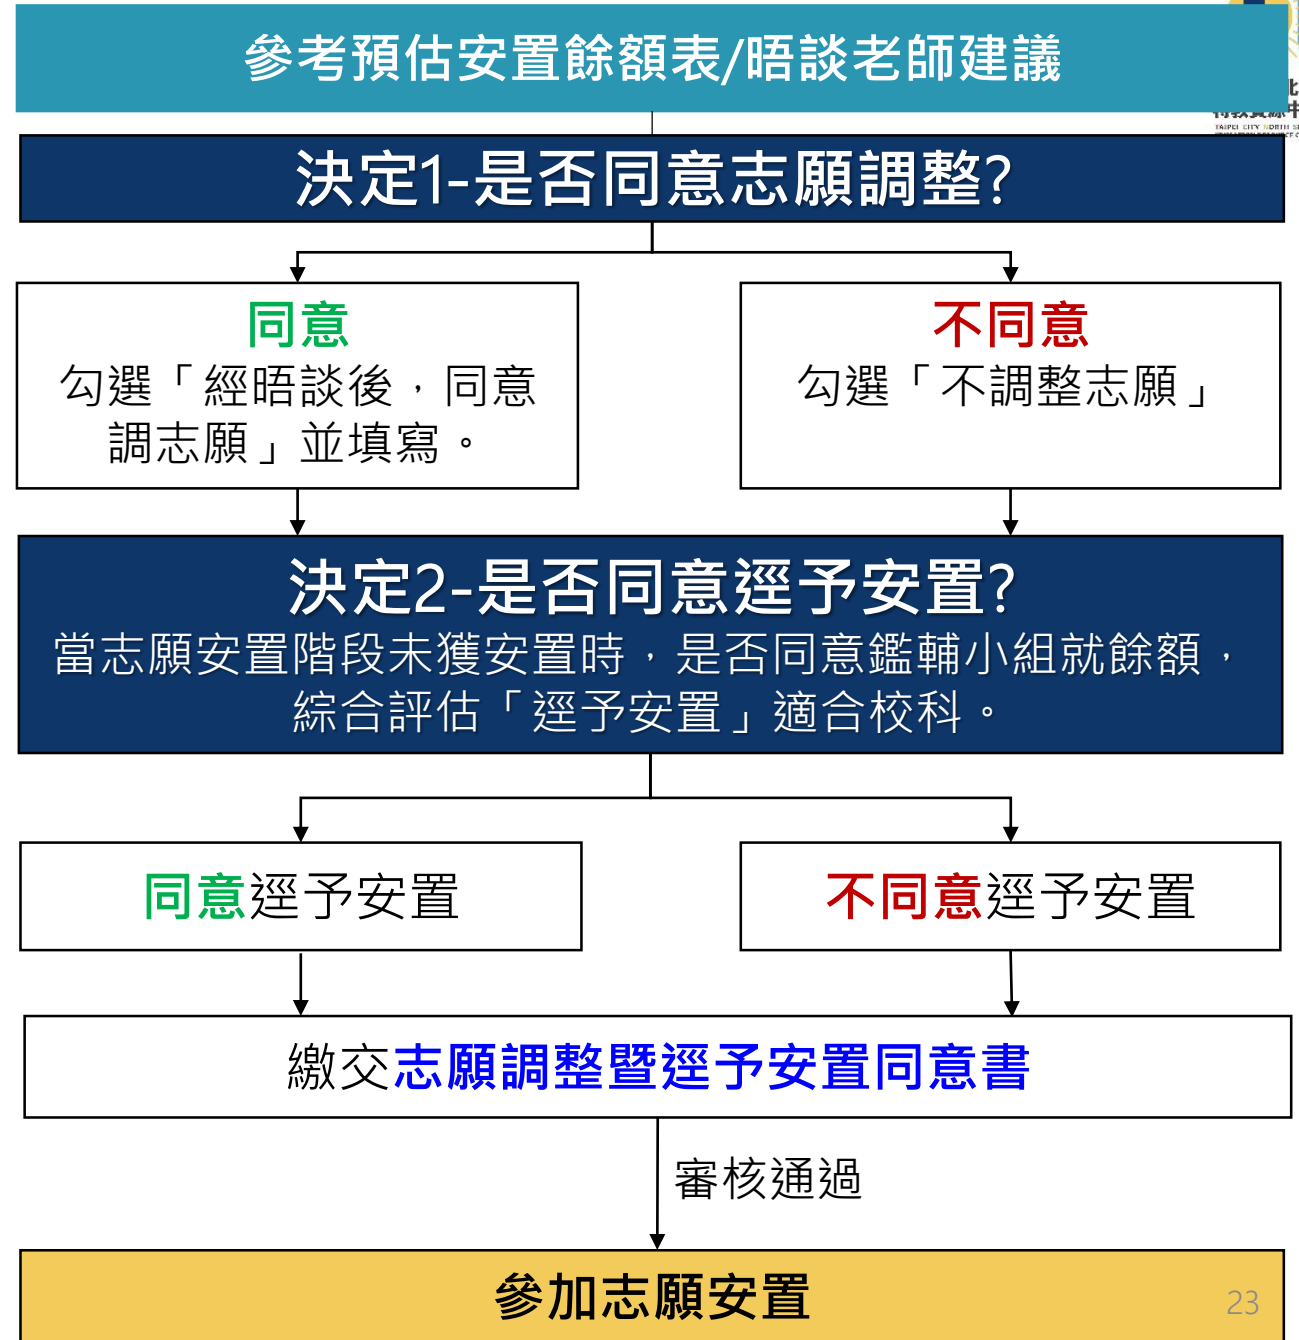 參考預估安置餘額表/晤談老師建議
北
TAIPEI CITY NORTH
決定1-是否同意志願調整?
同意
勾選「經晤談後，同意
調志願」並填寫。
不同意
勾選「不調整志願」
決定2-是否同意逕予安置?
當志願安置階段未獲安置時，是否同意鑑輔小組就餘額，
綜合評估「逕予安置」適合校科。
同意逕予安置
不同意逕予安置
繳交志願調整暨逕予安置同意書
審核通過
參加志願安置
23